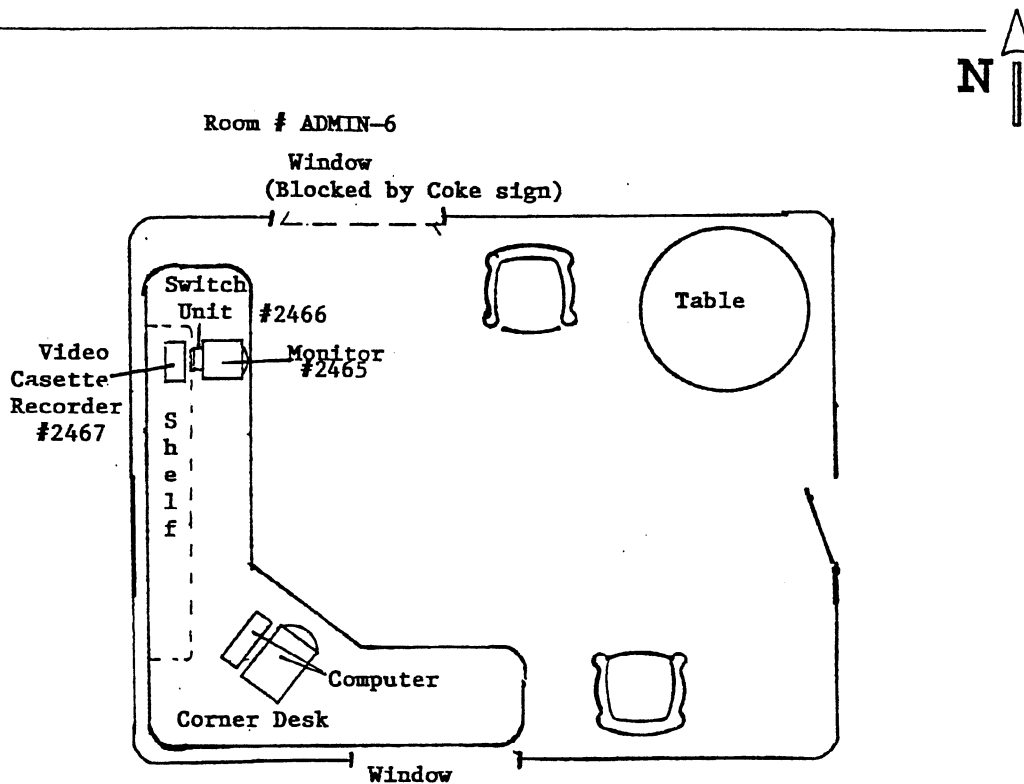 N
Room # ADMIN-6
Window
(Blocked by Coke sign)
Switch
Unit
#2466
Table
Monitor
#2465
Video
Casette
Recorder
#2467
Shelf
Computer
Corner Desk
Window